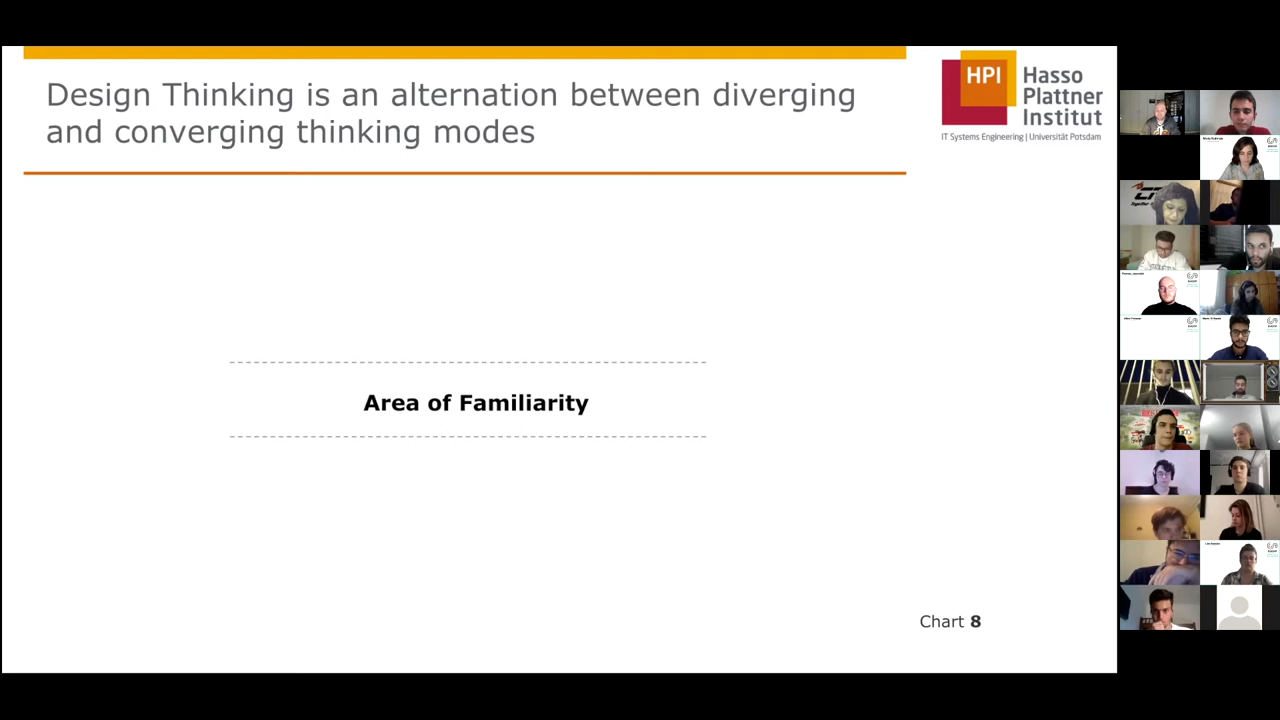 Design Thinking is an alternation between diverging
and converging thinking modes
HPI
Hasso
Plattner
Institut
IT Systems Engineering | Universität Potsdam
Area of Familiarity
Chart 8